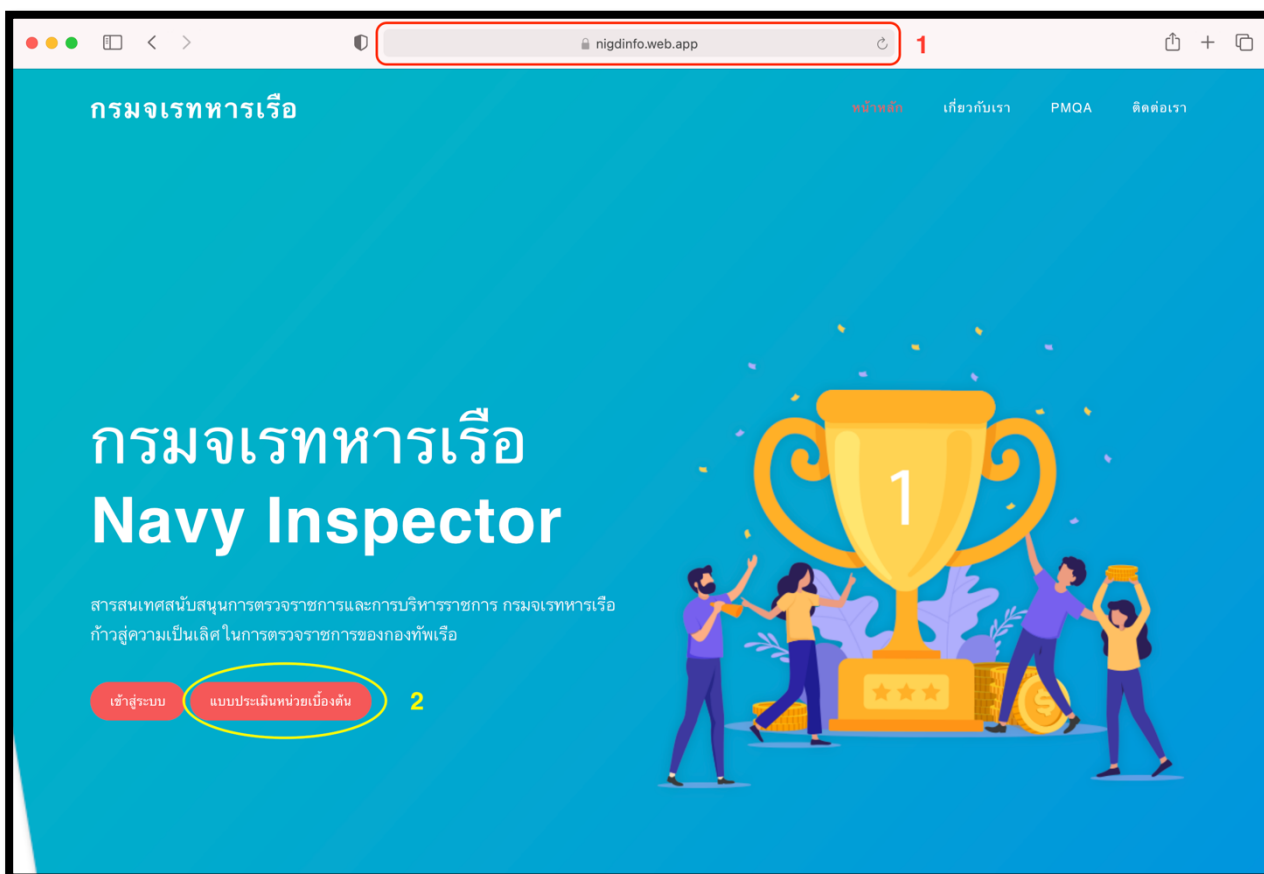 nigdinfo.web.app
1
กรมจเรทหารเรือ
หน้าหลัก เกี่ยวกับเรา PMQA ติดต่อเรา
กรมจเรทหารเรือ
Navy Inspector
สารสนเทศสนับสนุนการตรวจราชการและการบริหารราชการ กรมจเรทหารเรือ
ก้าวสู่ความเป็นเลิศ ในการตรวจราชการของกองทัพเรือ
เข้าสู่ระบบ แบบประเมินหน่วยเบื้องต้น 2
1